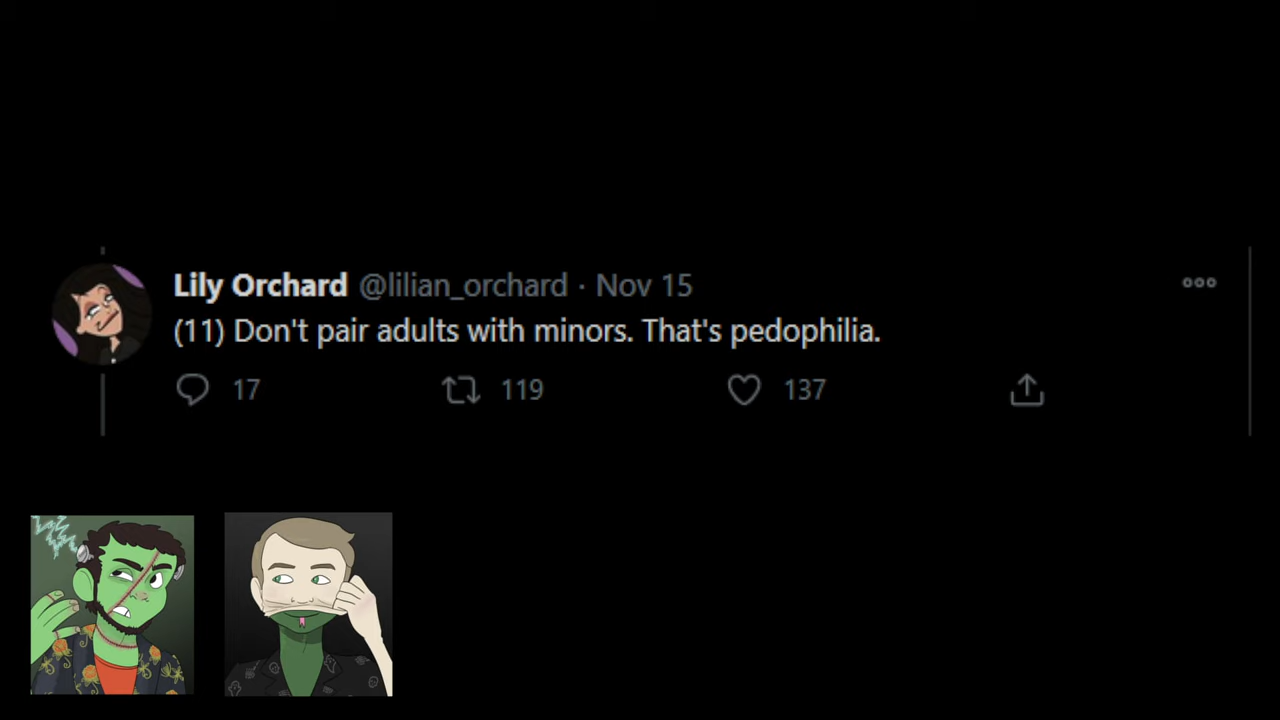 Lily Orchard @lilian_orchard · Nov 15
(11) Don't pair adults with minors. That's pedophilia.
17 119 137